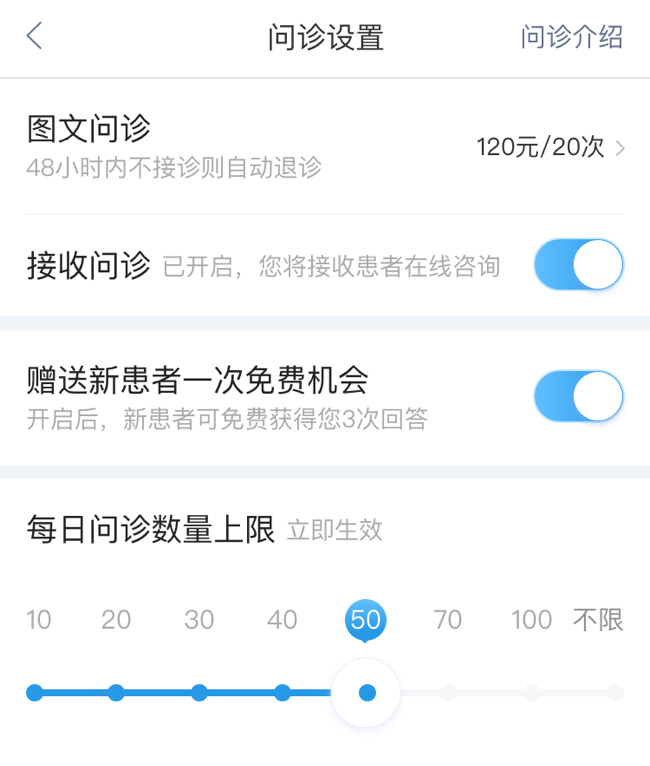 问诊设置 问诊介绍
图文问诊
120元/20次
48小时内不接诊则自动退诊
接收问诊 已开启，您将接收患者在线咨询
赠送新患者一次免费机会
开启后，新患者可免费获得您3次回答
每日问诊数量上限 立即生效
10 20 30 40 50 70 100 不限